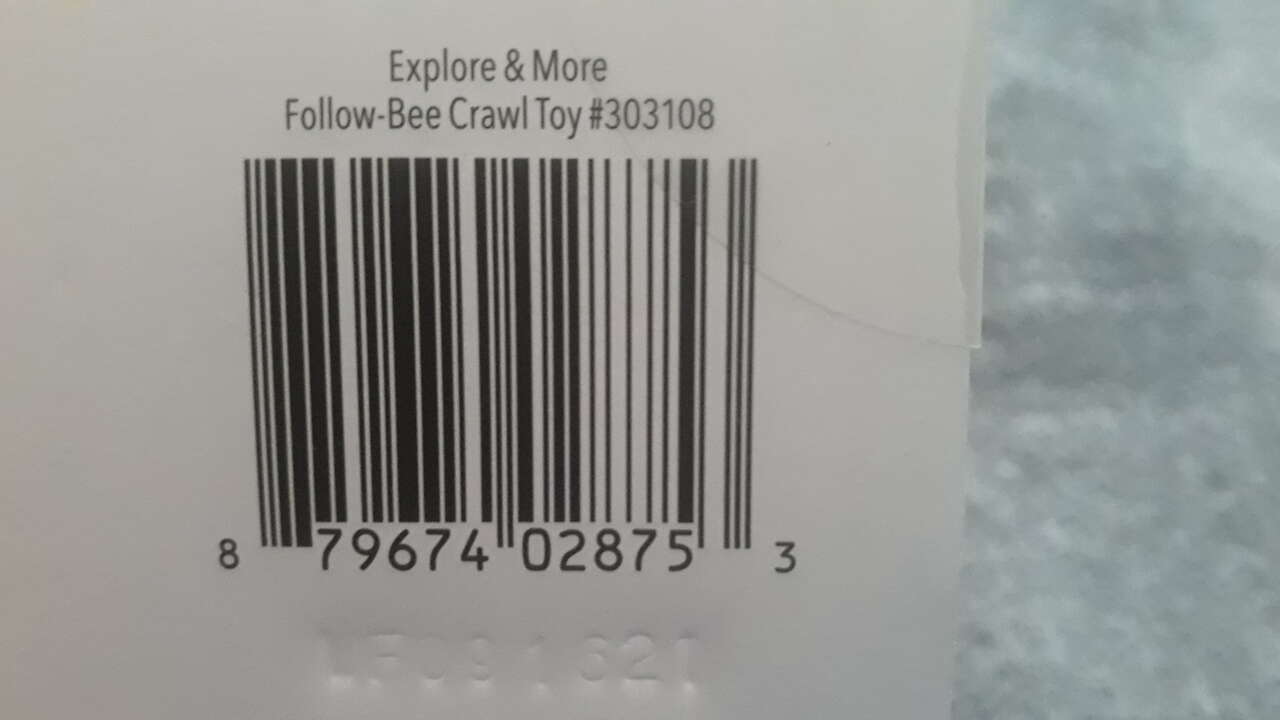 Explore & More
Follow-Bee Crawl Toy #303108
8 79674 02875 3